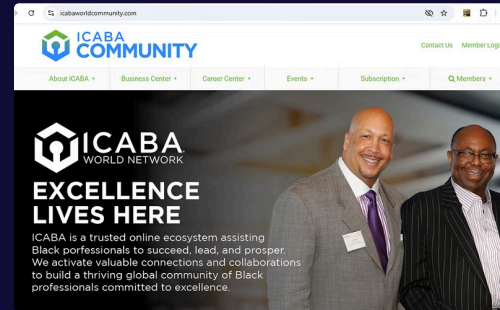 icabaworldcommunity.com
ICABA
COMMUNITY
Contact Us Member Logi
About ICABA Business Center Career Center Events Subscription Members
ICABA
WORLD NETWORK
EXCELLENCE
LIVES HERE
ICABA is a trusted online ecosystem assisting
Black porfessionals to succeed, lead, and prosper.
We activate valuable connections and collaborations
to build a thriving global community of Black
professionals committed to excellence.